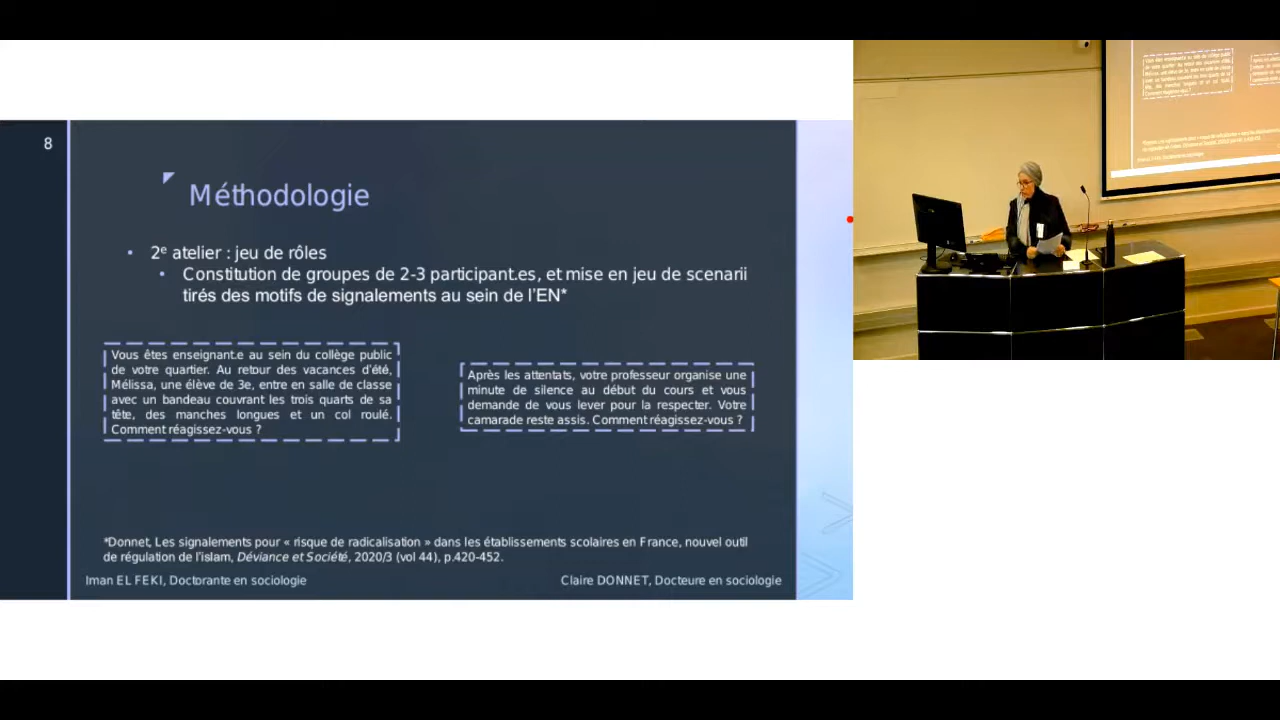 8
Méthodologie
2e atelier : jeu de rôles
Constitution de groupes de 2-3 participant.es, et mise en jeu de scenarii
tirés des motifs de signalements au sein de l'EN*
Vous êtes enseignant.e au sein du collège public
de votre quartier. Au retour des vacances d'été,
Mélissa, une élève de 3e, entre en salle de classe
avec un bandeau couvrant les trois quarts de sa
tête, des manches longues et un col roulé.
Comment réagissez-vous ?
Après les attentats, votre professeur organise une
minute de silence au début du cours et vous
demande de vous lever pour la respecter. Votre
camarade reste assis. Comment réagissez-vous ?
*Donnet, Les signalements pour « risque de radicalisation » dans les établissements scolaires en France, nouvel outil
de régulation de l'islam, Déviance et Société, 2020/3 (vol 44), p.420-452.
Iman EL FEKI, Doctorante en sociologie
Claire DONNET, Docteure en sociologie